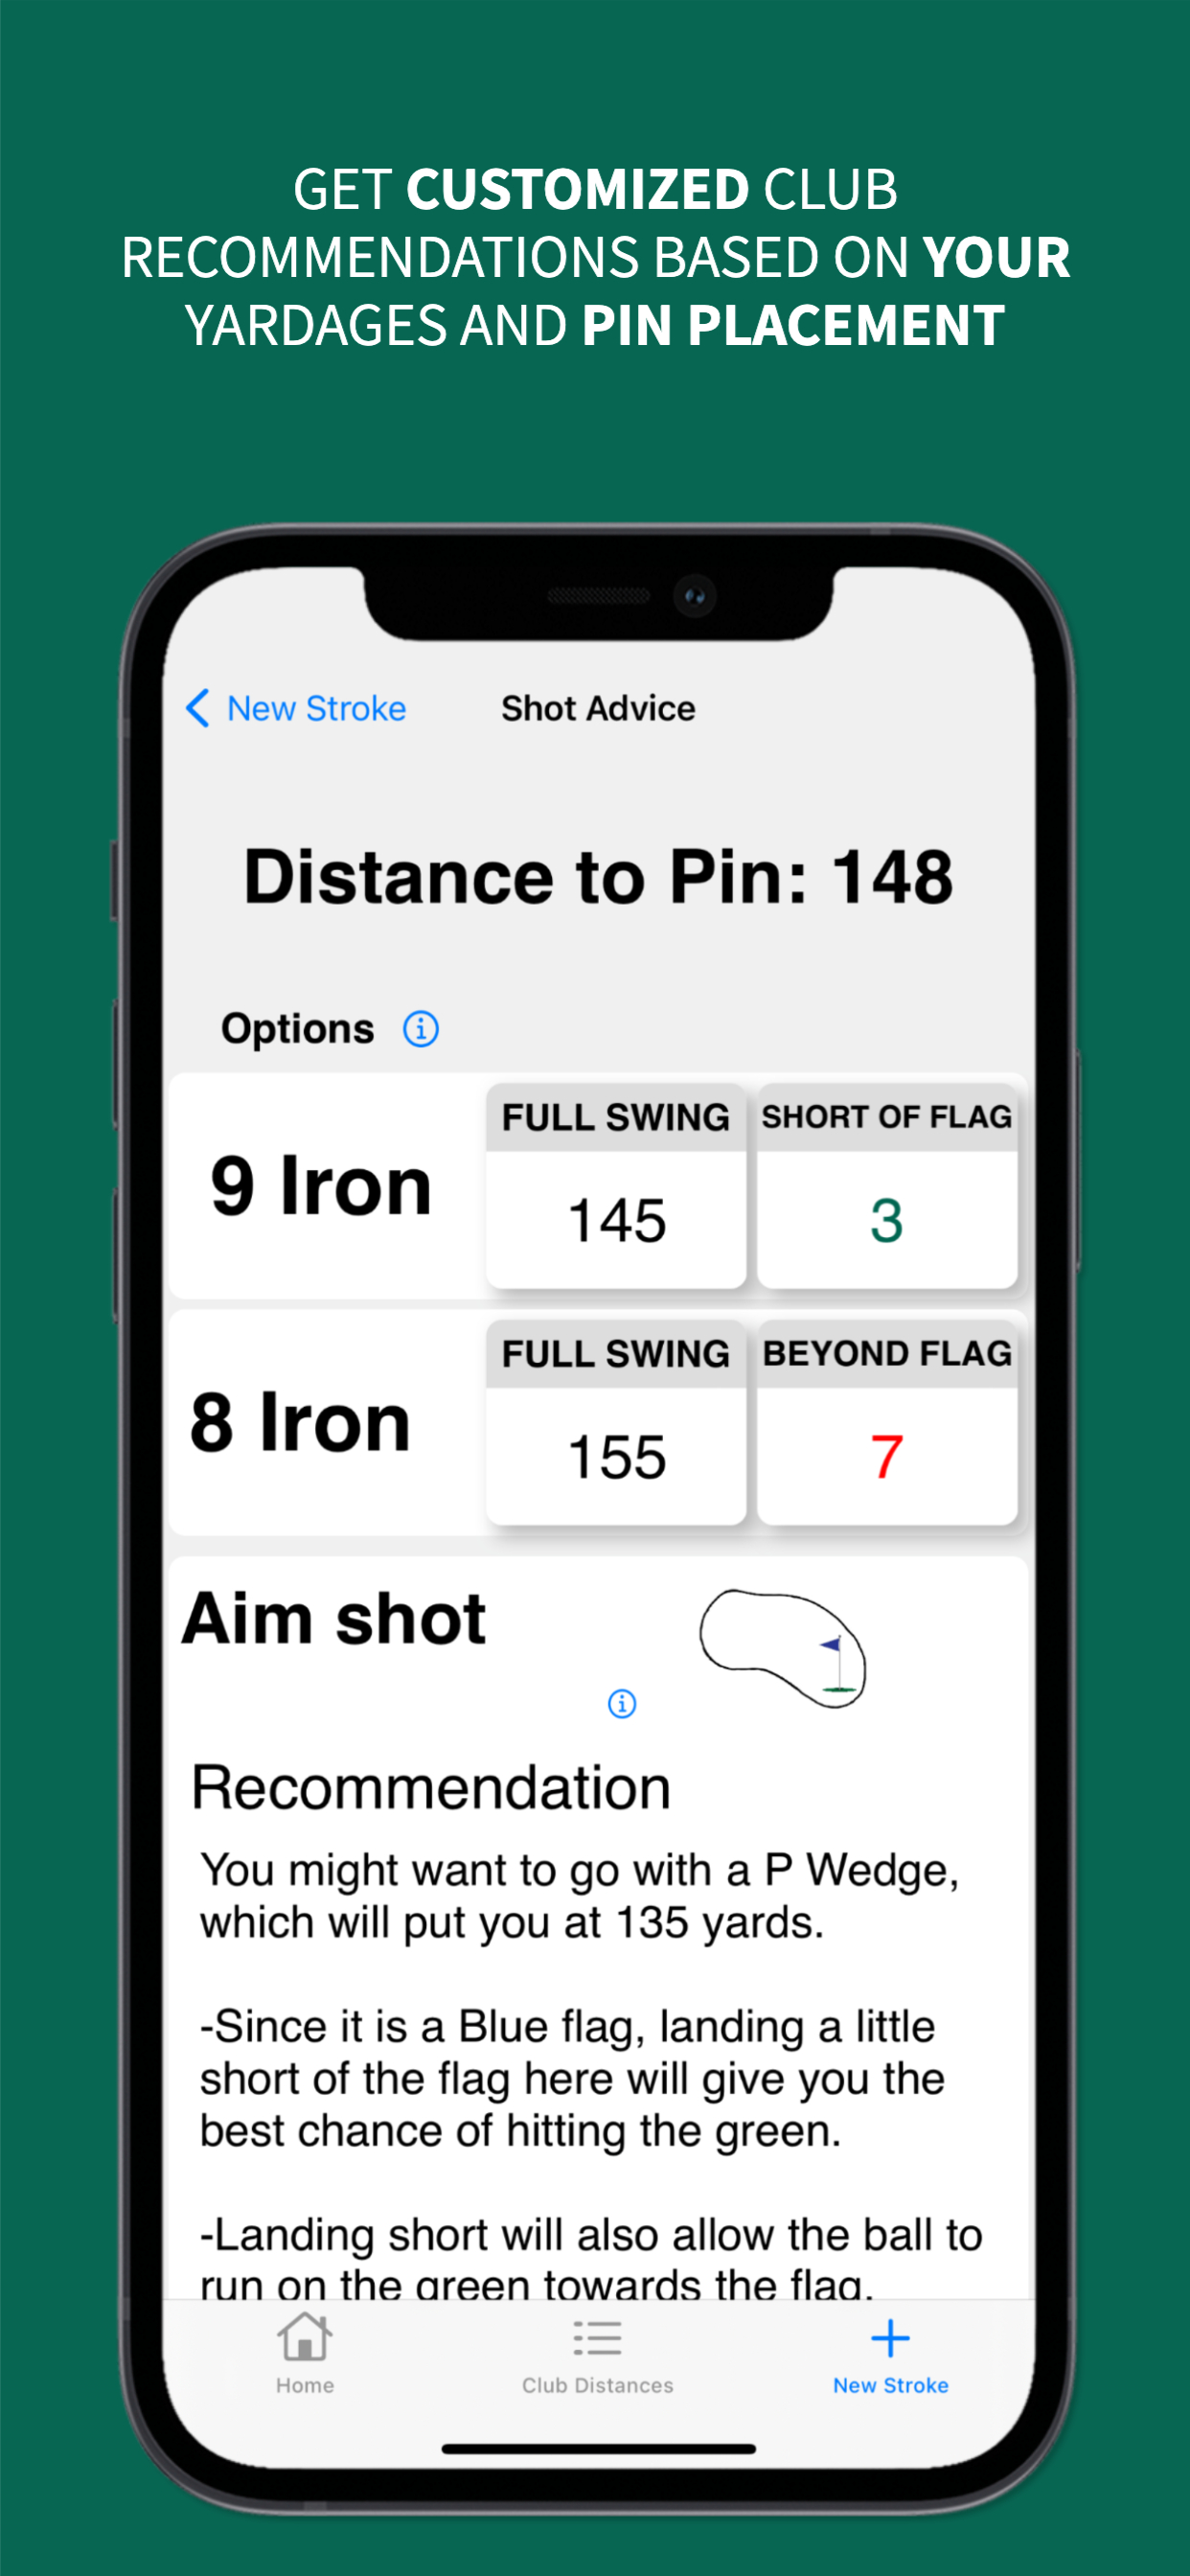 GET CUSTOMIZED CLUB
RECOMMENDATIONS BASED ON YOUR
YARDAGES AND PIN PLACEMENT
New Stroke
Shot Advice
Distance to Pin: 148
Options
9 Iron
FULL SWING
145
SHORT OF FLAG
3
8 Iron
FULL SWING
155
BEYOND FLAG
7
Aim shot
Recommendation
You might want to go with a P Wedge,
which will put you at 135 yards.
-Since it is a Blue flag, landing a little
short of the flag here will give you the
best chance of hitting the green.
-Landing short will also allow the ball to
run on the green towards the flag.
Home
Club Distances
New Stroke